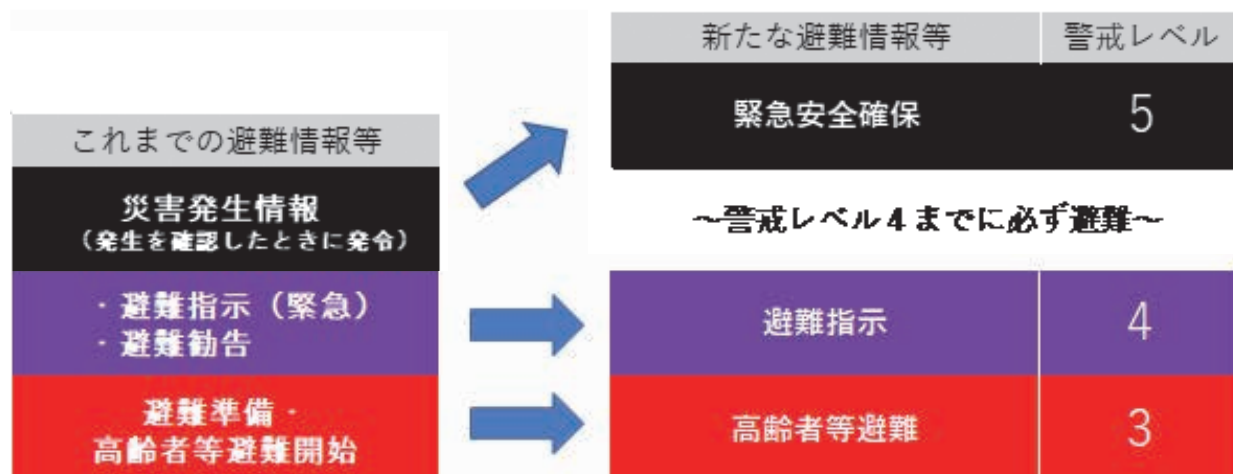 これまでの避難情報等
災害発生情報
（発生を確認したときに発令）
・避難指示（緊急）
・避難勧告
避難準備・
高齢者等避難開始
新たな避難情報等 警戒レベル
緊急安全確保 5
～警戒レベル４までに必ず避難～
避難指示 4
高齢者等避難 3